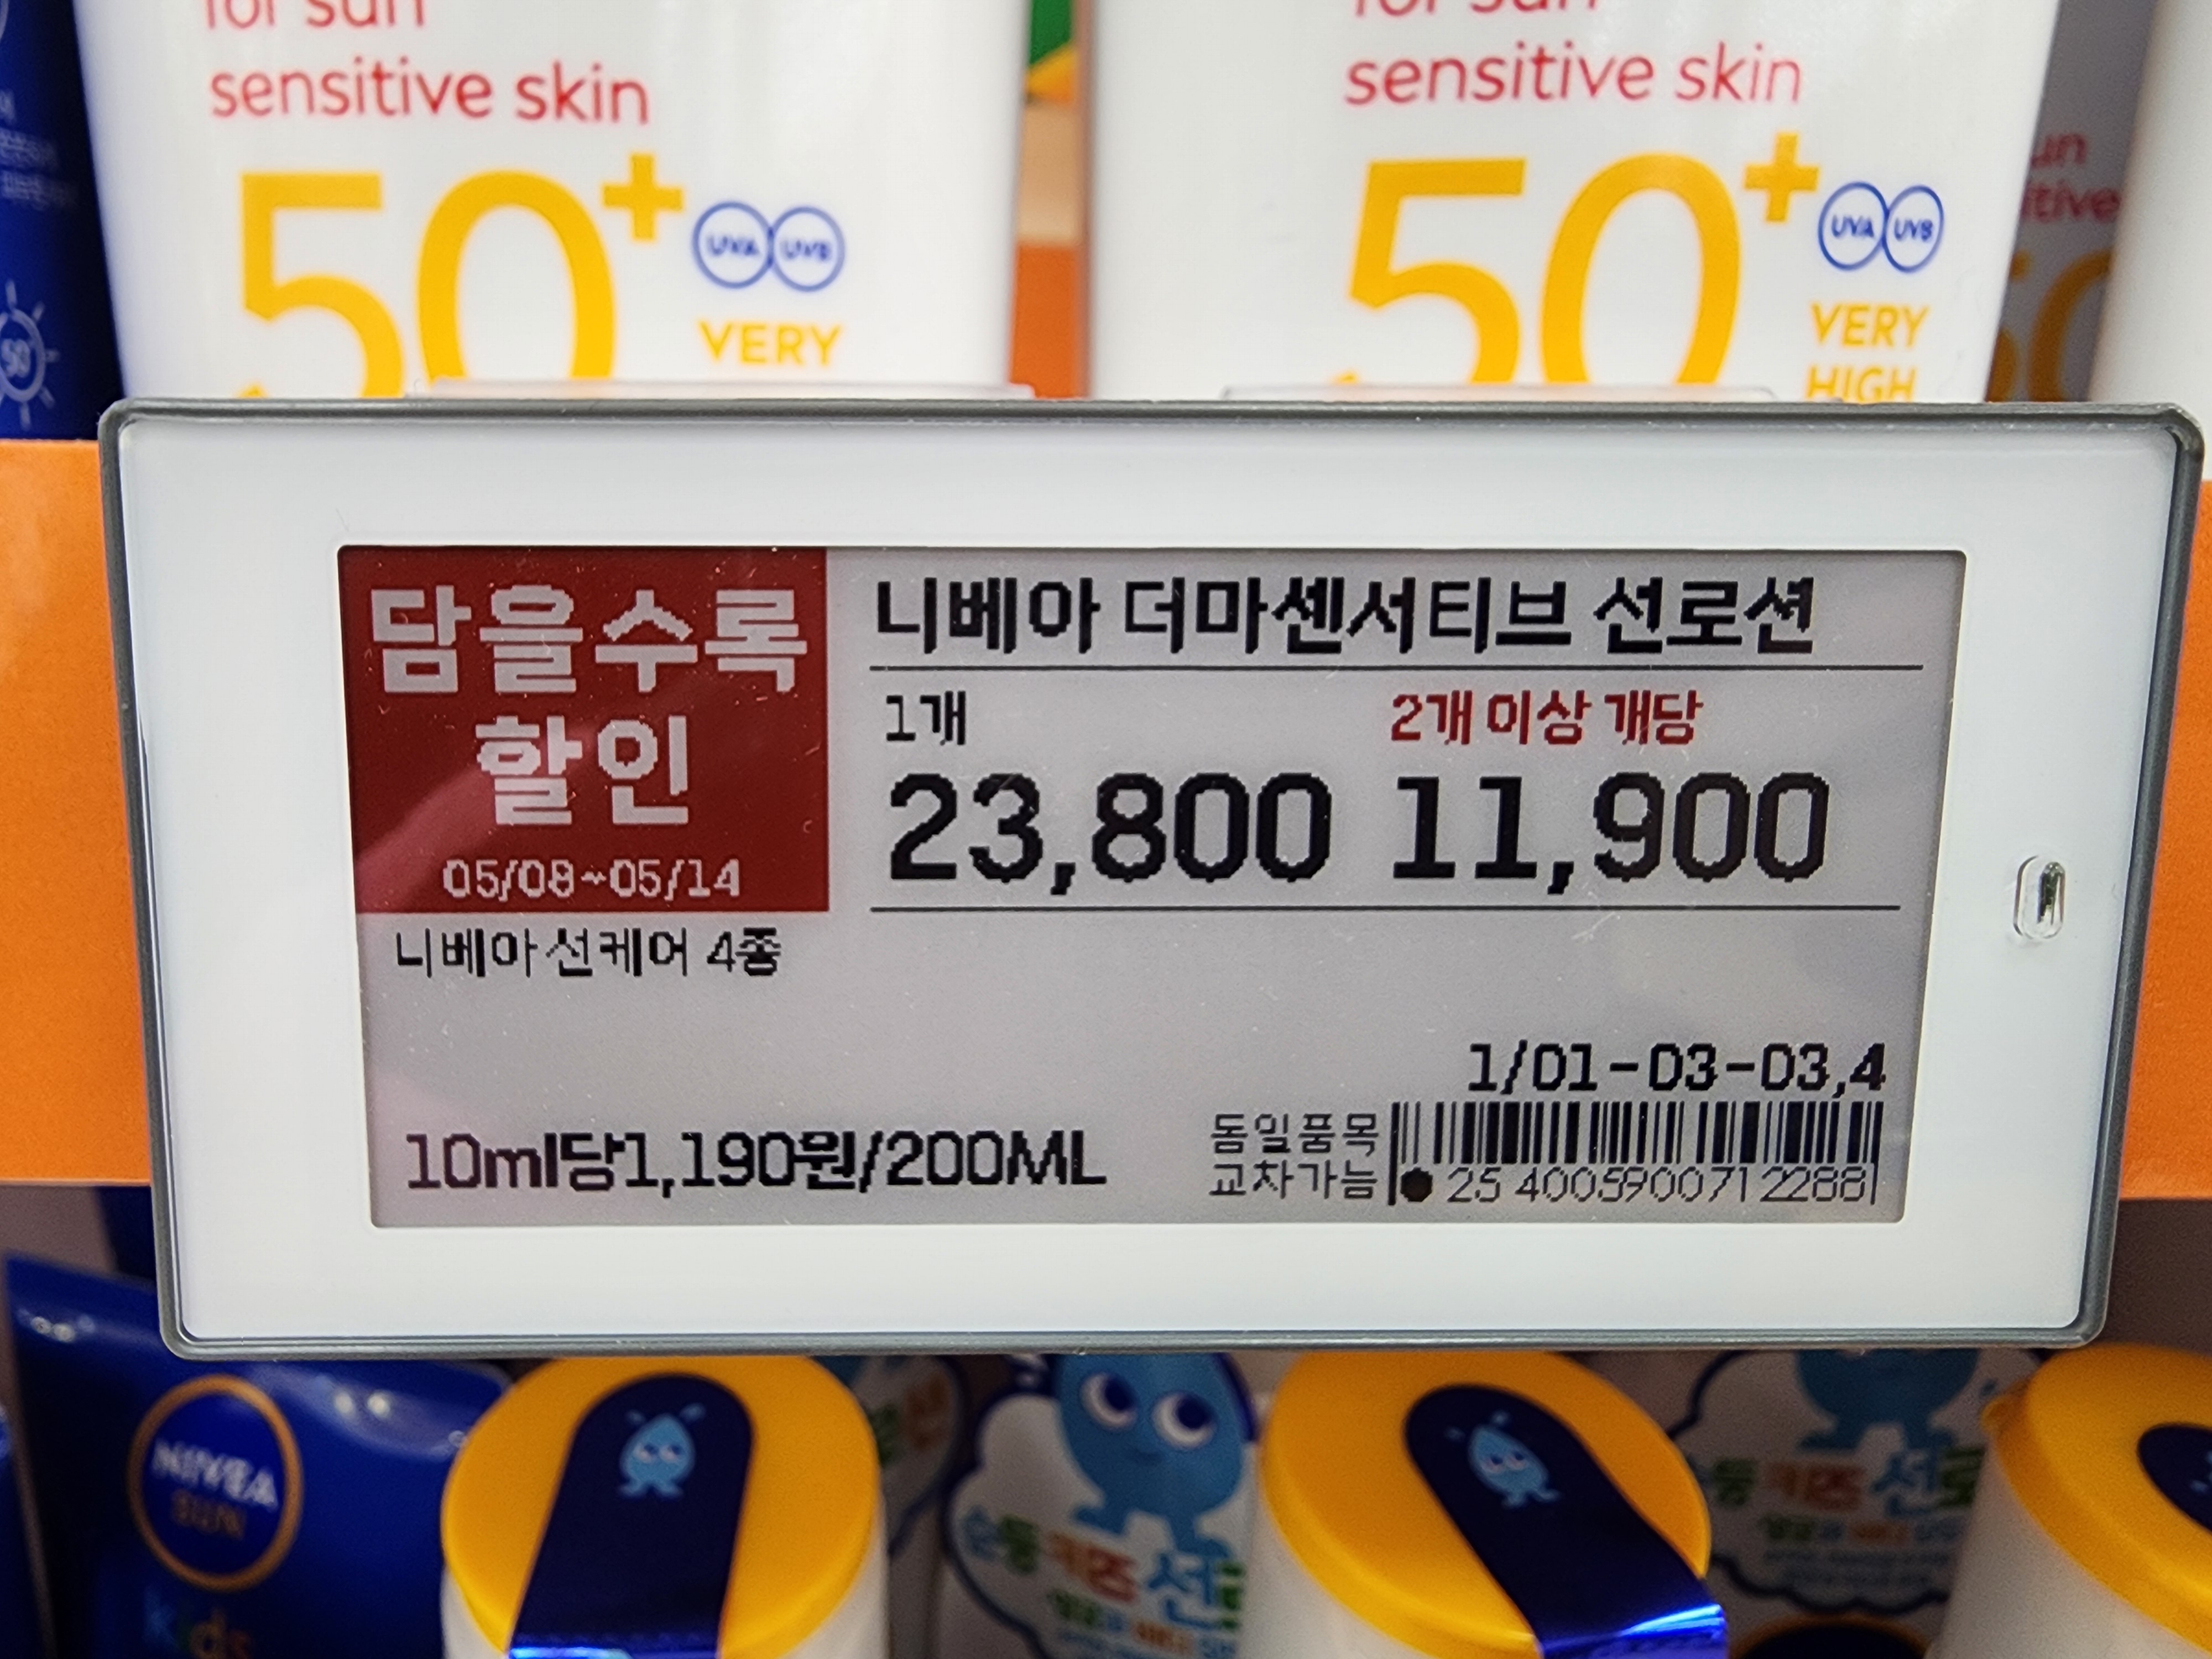 for sun
sensitive skin
50+
UVA UVB
VERY
for sun
sensitive skin
50+
UVA UVB
VERY
HIGH
담을수록
할인
05/08~05/14
니베아선케어 4종
니베아 더마센서티브 선로션
1개
2개 이상 개당
23,800
11,900
1/01-03-03,4
10ml당1,190원/200ML
동일품목
교차가능
25 4005900712288
NIVEA
SUN
kids